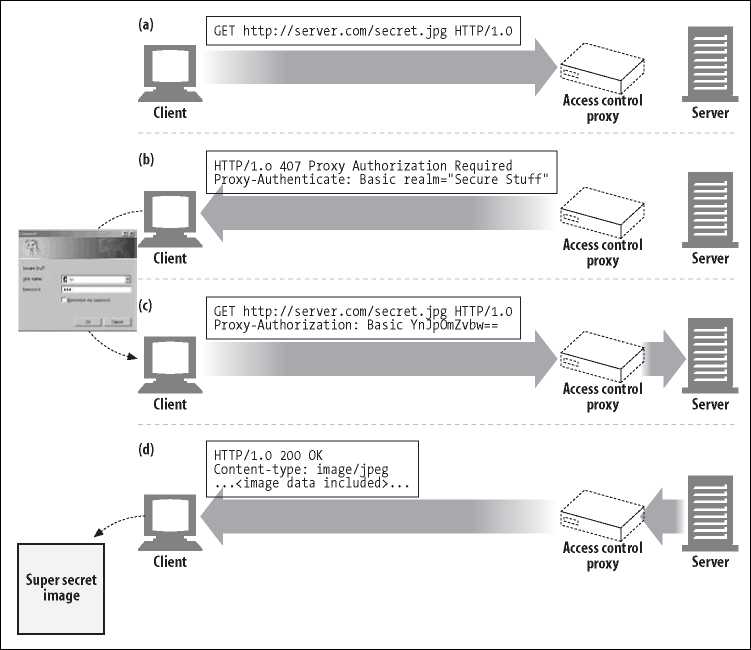 (a)
GET http://server.com/secret.jpg HTTP/1.0
Client
Access control
proxy
Server
(b)
HTTP/1.0 407 Proxy Authorization Required
Proxy-Authenticate: Basic realm="Secure Stuff"
Client
Access control
proxy
Server
Cancel
(c)
GET http://server.com/secret.jpg HTTP/1.0
Proxy-Authorization: Basic YnJpOmZvbw==
Client
Access control
proxy
Server
(d)
HTTP/1.0 200 OK
Content-type: image/jpeg
...<image data included>...
Client
Access control
proxy
Server
Super secret
image